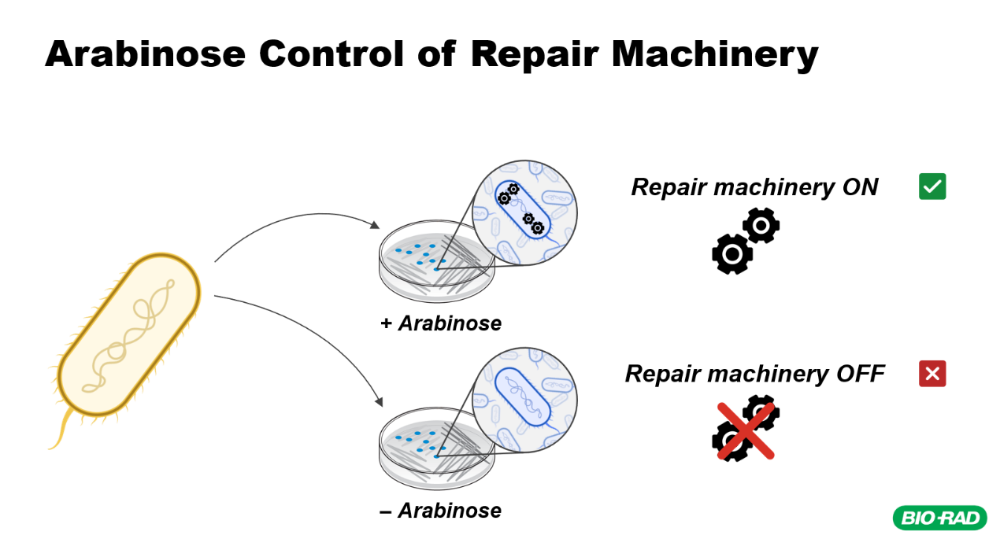 Arabinose Control of Repair Machinery
Repair machinery ON
+ Arabinose
Repair machinery OFF
– Arabinose
BIO-RAD